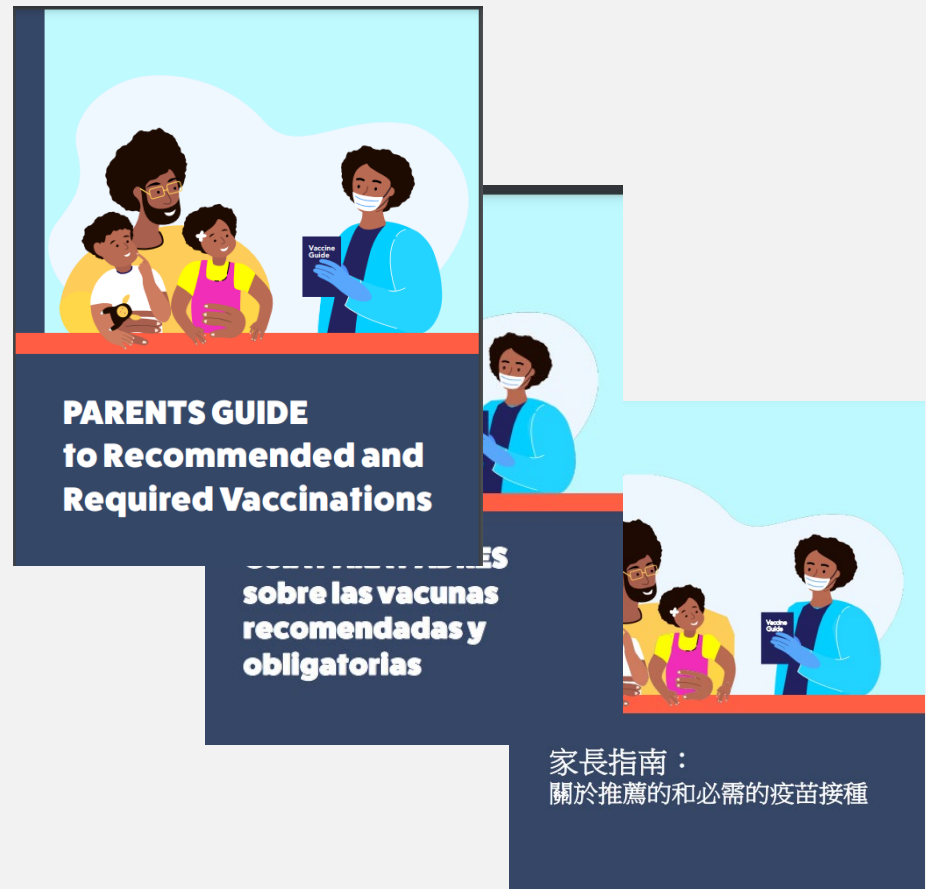 Vaccine
Guide
PARENTS GUIDE
to Recommended and
Required Vaccinations
sobre las vacunas
recomendadas y
obligatorias
Vaccine
Guide
家長指南：
關於推薦的和必需的疫苗接種